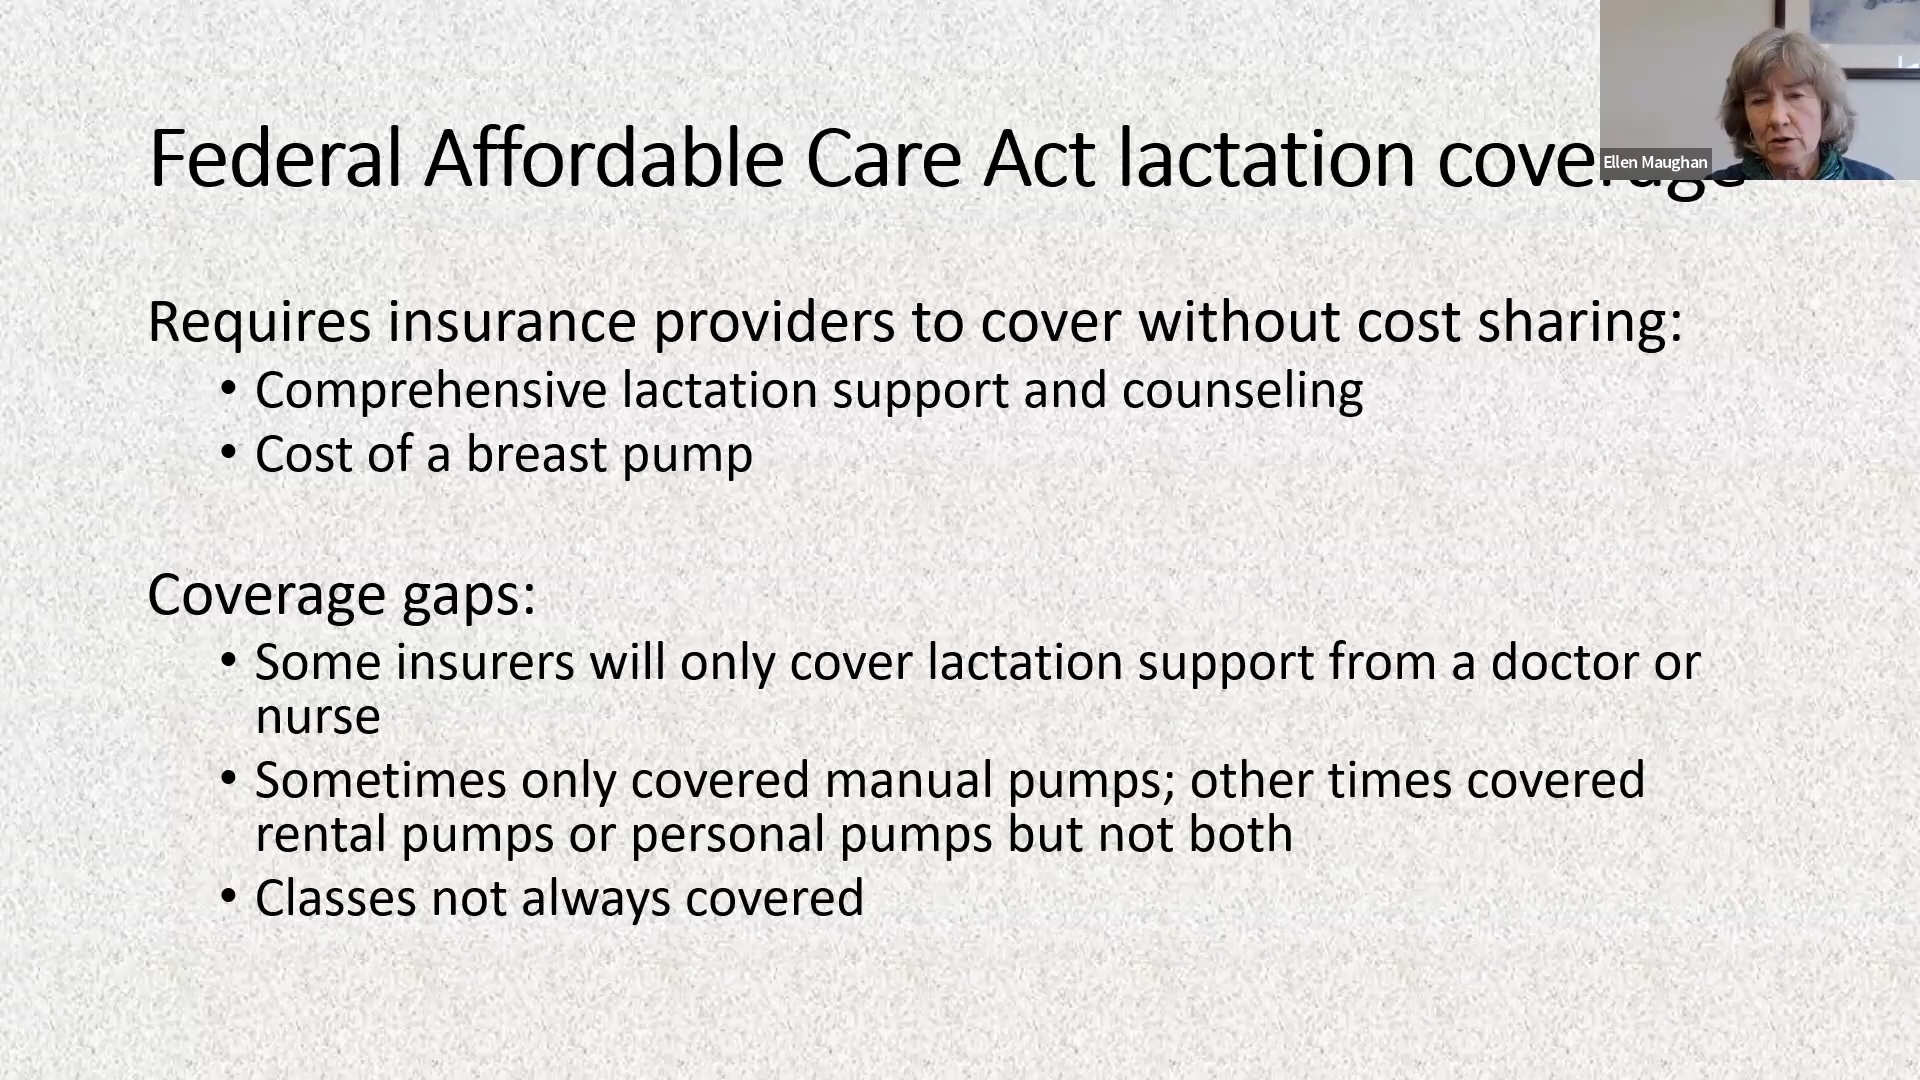 Federal Affordable Care Act lactation coverage
Ellen Maughan
Requires insurance providers to cover without cost sharing:
• Comprehensive lactation support and counseling
• Cost of a breast pump
Coverage gaps:
• Some insurers will only cover lactation support from a doctor or
nurse
• Sometimes only covered manual pumps; other times covered
rental pumps or personal pumps but not both
• Classes not always covered